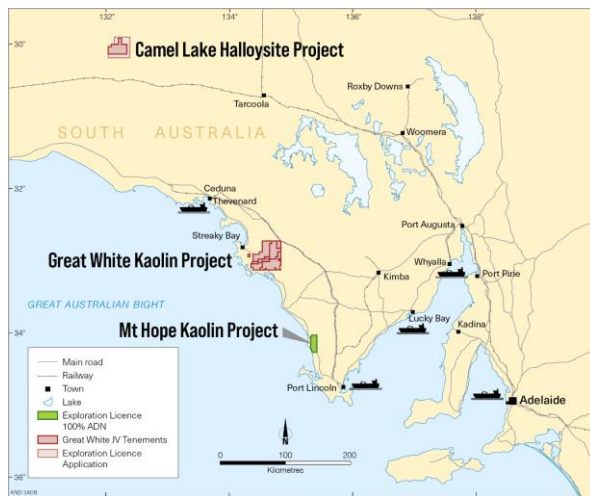 132°
134°
136°
138°
30°
Camel Lake Halloysite Project
Roxby Downs
Tarcoola
SOUTH AUSTRALIA
Woomera
32°
Ceduna
Thevenard
Port Augusta
Streaky Bay
Great White Kaolin Project
Whyalla
Kimba
Port Pirie
GREAT AUSTRALIAN BIGHT
Lucky Bay
Kadina
Mt Hope Kaolin Project
34°
Main road
Railway
Town
Lake
Exploration Licence
100% ADN
Great White JV Tenements
Exploration Licence
Application
Port Lincoln
Adelaide
N
0 100 200
Kilometres
36°
AND SA08